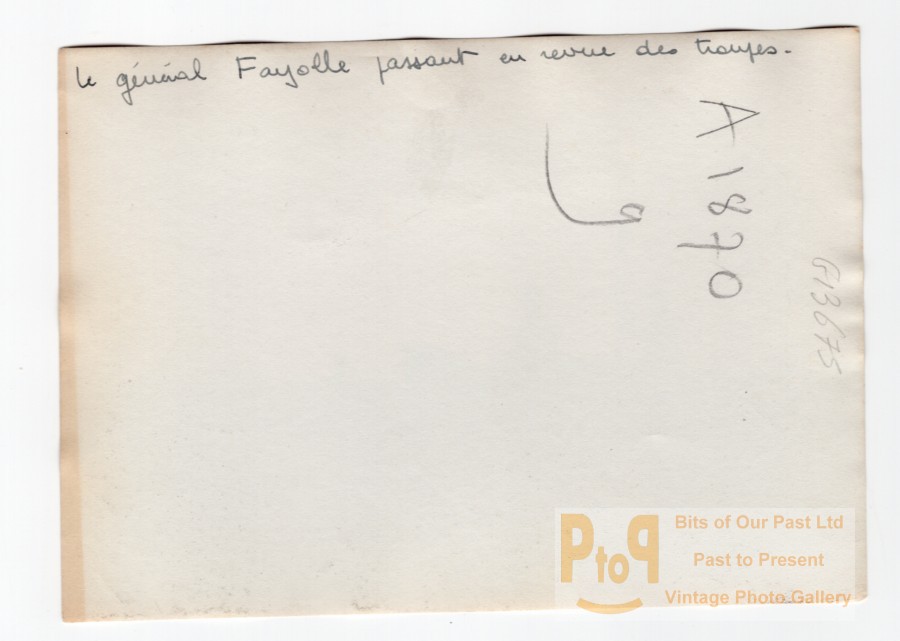 Le général Fayolle passant en revue des troupes.
A 1870
G13675
PtoP
Bits of Our Past Ltd
Past to Present
Vintage Photo Gallery